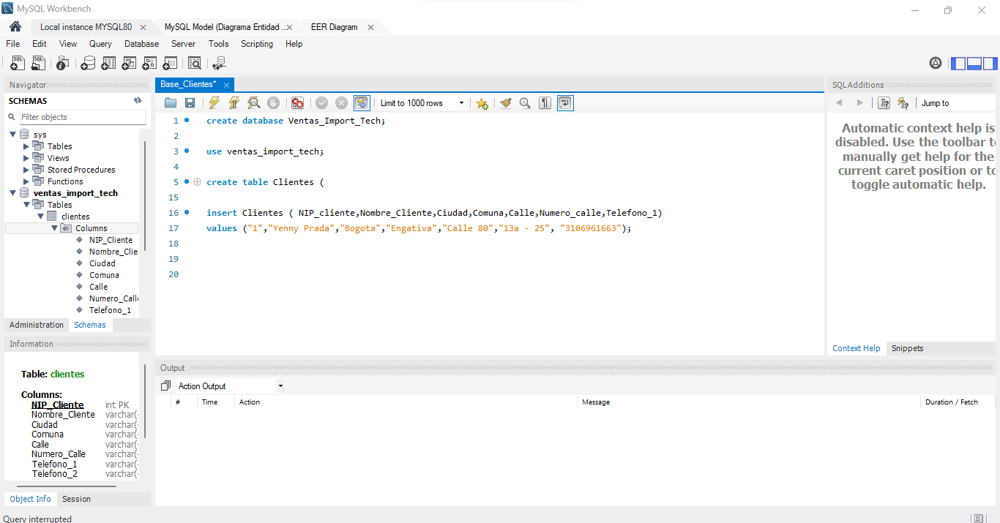 MySQL Workbench
Local instance MYSQL80
MySQL Model (Diagrama Entidad ..
EER Diagram
File Edit View Query Database Server Tools Scripting Help
Navigator
SCHEMAS
Filter objects
sys
Tables
Views
Stored Procedures
Functions
ventas_import_tech
Tables
clientes
Columns
NIP_Cliente
Nombre_Clie
Ciudad
Comuna
Calle
Numero_Call
Telefono_1
Administration Schemas
Information
Table: clientes
Columns:
NIP_Cliente int PK
Nombre_Cliente varchar(
Ciudad varchar(
Comuna varchar(
Calle varchar(
Numero_Calle varchar(
Telefono_1 varchar(
Telefono_2 varchar(
Object Info Session
Query interrupted
Base_Clientes*
Limit to 1000 rows
1 create database Ventas_Import_Tech;
2
3 use ventas_import_tech;
4
5 create table Clientes (
15
16 insert Clientes ( NIP_cliente,Nombre_Cliente,Ciudad,Comuna,Calle,Numero_calle,Telefono_1)
17 values ("1","Yenny Prada","Bogota","Engativa","Calle 80","13a - 25", "3106961663");
18
19
20
Output
Action Output
# Time Action Message Duration / Fetch
SQLAdditions
Jump to
Automatic context help is
disabled. Use the toolbar to
manually get help for the
current caret position or to
toggle automatic help.
Context Help Snippets